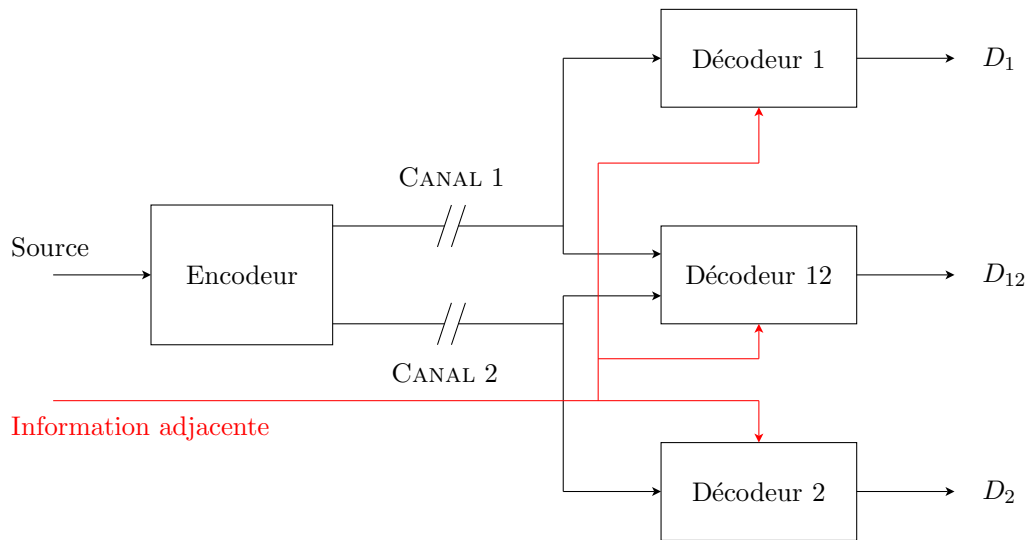 Décodeur 1
D1
CANAL 1
Source
Encodeur
Décodeur 12
D12
CANAL 2
Information adjacente
Décodeur 2
D2